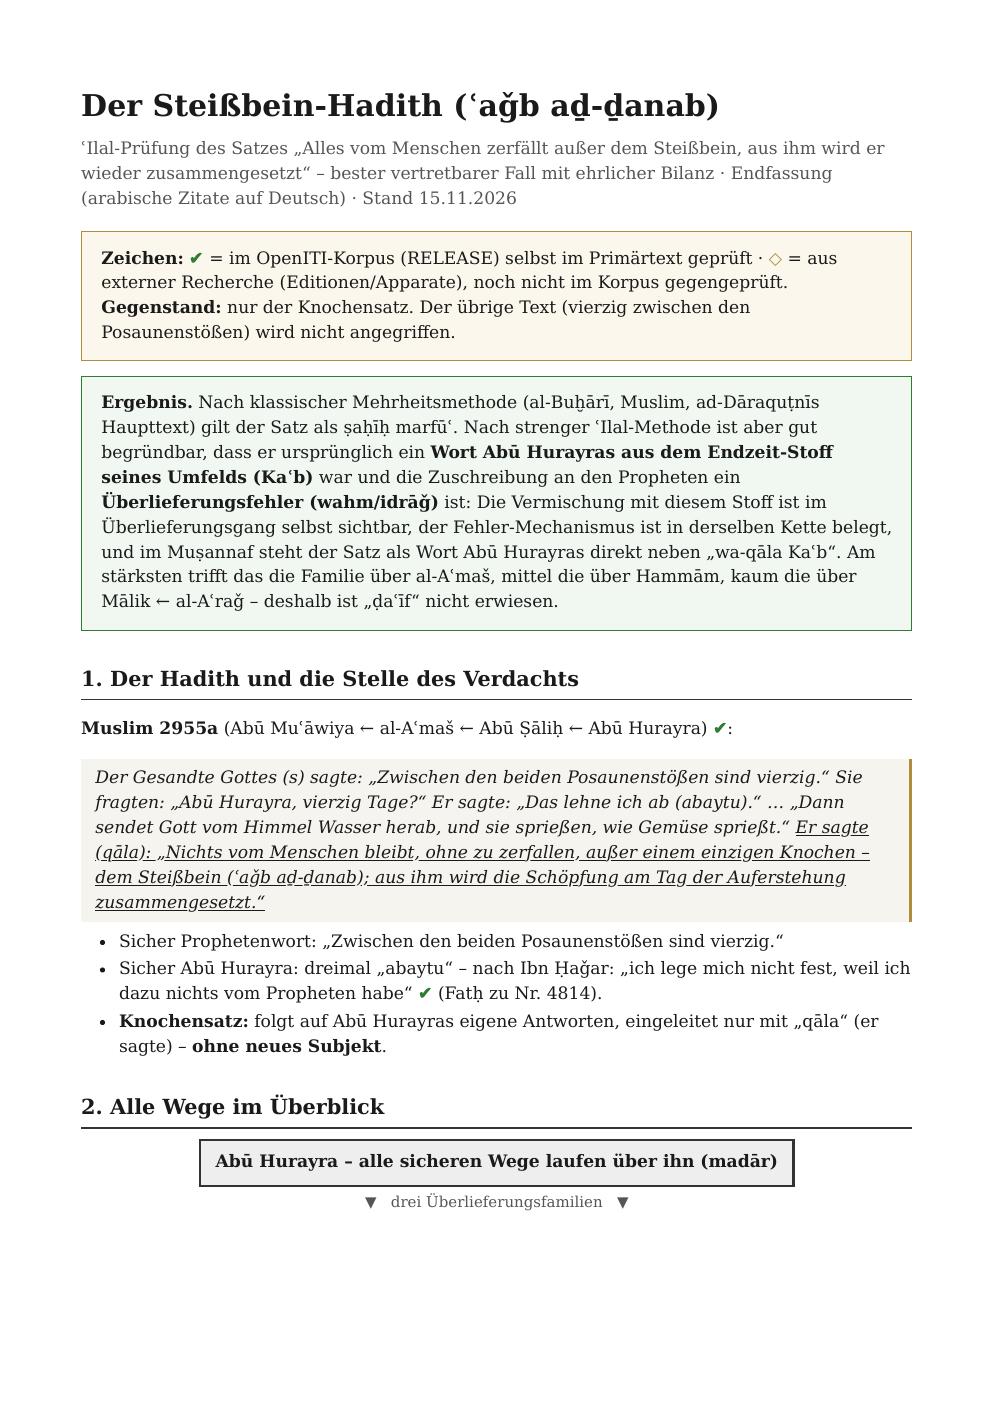 Der Steißbein-Hadith (ʿaǧb aḏ-ḏanab)
ʿIlal-Prüfung des Satzes „Alles vom Menschen zerfällt außer dem Steißbein, aus ihm wird er
wieder zusammengesetzt“ – bester vertretbarer Fall mit ehrlicher Bilanz · Endfassung
(arabische Zitate auf Deutsch) · Stand 15.11.2026
Zeichen: ✔ = im OpenITI-Korpus (RELEASE) selbst im Primärtext geprüft · ◇ = aus
externer Recherche (Editionen/Apparate), noch nicht im Korpus gegengeprüft.
Gegenstand: nur der Knochensatz. Der übrige Text (vierzig zwischen den
Posaunenstößen) wird nicht angegriffen.
Ergebnis. Nach klassischer Mehrheitsmethode (al-Buḫārī, Muslim, ad-Dāraquṭnīs
Haupttext) gilt der Satz als ṣaḥīḥ marfūʿ. Nach strenger ʿIlal-Methode ist aber gut
begründbar, dass er ursprünglich ein Wort Abū Hurayras aus dem Endzeit-Stoff
seines Umfelds (Kaʿb) war und die Zuschreibung an den Propheten ein
Überlieferungsfehler (wahm/idrāǧ) ist: Die Vermischung mit diesem Stoff ist im
Überlieferungsgang selbst sichtbar, der Fehler-Mechanismus ist in derselben Kette belegt,
und im Muṣannaf steht der Satz als Wort Abū Hurayras direkt neben „wa-qāla Kaʿb“. Am
stärksten trifft das die Familie über al-Aʿmaš, mittel die über Hammām, kaum die über
Mālik ← al-Aʿraǧ – deshalb ist „ḍaʿīf“ nicht erwiesen.
1. Der Hadith und die Stelle des Verdachts
Muslim 2955a (Abū Muʿāwiya ← al-Aʿmaš ← Abū Ṣāliḥ ← Abū Hurayra) ✔:
Der Gesandte Gottes (s) sagte: „Zwischen den beiden Posaunenstößen sind vierzig.“ Sie
fragten: „Abū Hurayra, vierzig Tage?“ Er sagte: „Das lehne ich ab (abaytu).“ … „Dann
sendet Gott vom Himmel Wasser herab, und sie sprießen, wie Gemüse sprießt.“ Er sagte
(qāla): „Nichts vom Menschen bleibt, ohne zu zerfallen, außer einem einzigen Knochen –
dem Steißbein (ʿaǧb aḏ-ḏanab); aus ihm wird die Schöpfung am Tag der Auferstehung
zusammengesetzt.“
• Sicher Prophetenwort: „Zwischen den beiden Posaunenstößen sind vierzig.“
• Sicher Abū Hurayra: dreimal „abaytu“ – nach Ibn Ḥaǧar: „ich lege mich nicht fest, weil ich
dazu nichts vom Propheten habe“ ✔ (Fatḥ zu Nr. 4814).
• Knochensatz: folgt auf Abū Hurayras eigene Antworten, eingeleitet nur mit „qāla“ (er
sagte) – ohne neues Subjekt.
2. Alle Wege im Überblick
Abū Hurayra – alle sicheren Wege laufen über ihn (madār)
▼ drei Überlieferungsfamilien ▼